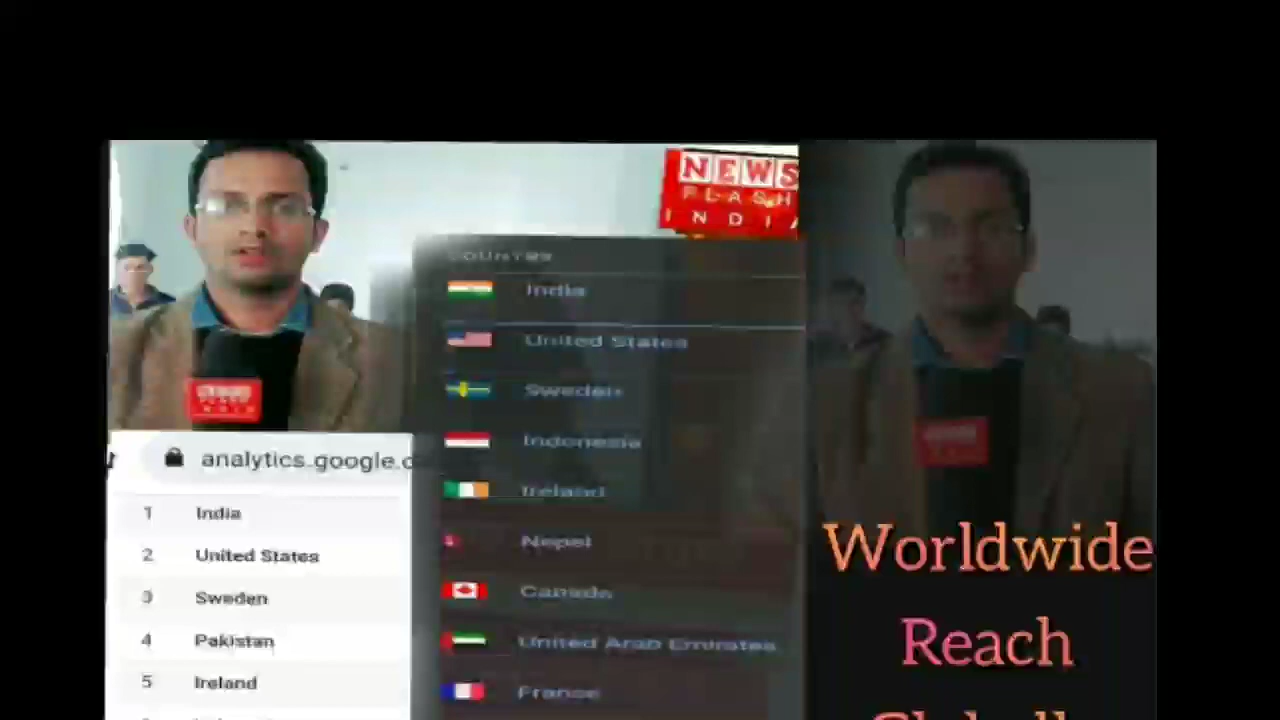 NEWS
FLASH
INDIA
COUNTRY
India
United States
Sweden
Indonesia
Ireland
Nepal
Canada
United Arab Emirates
France
analytics.google.c
1 India
2 United States
3 Sweden
4 Pakistan
5 Ireland
Worldwide
Reach